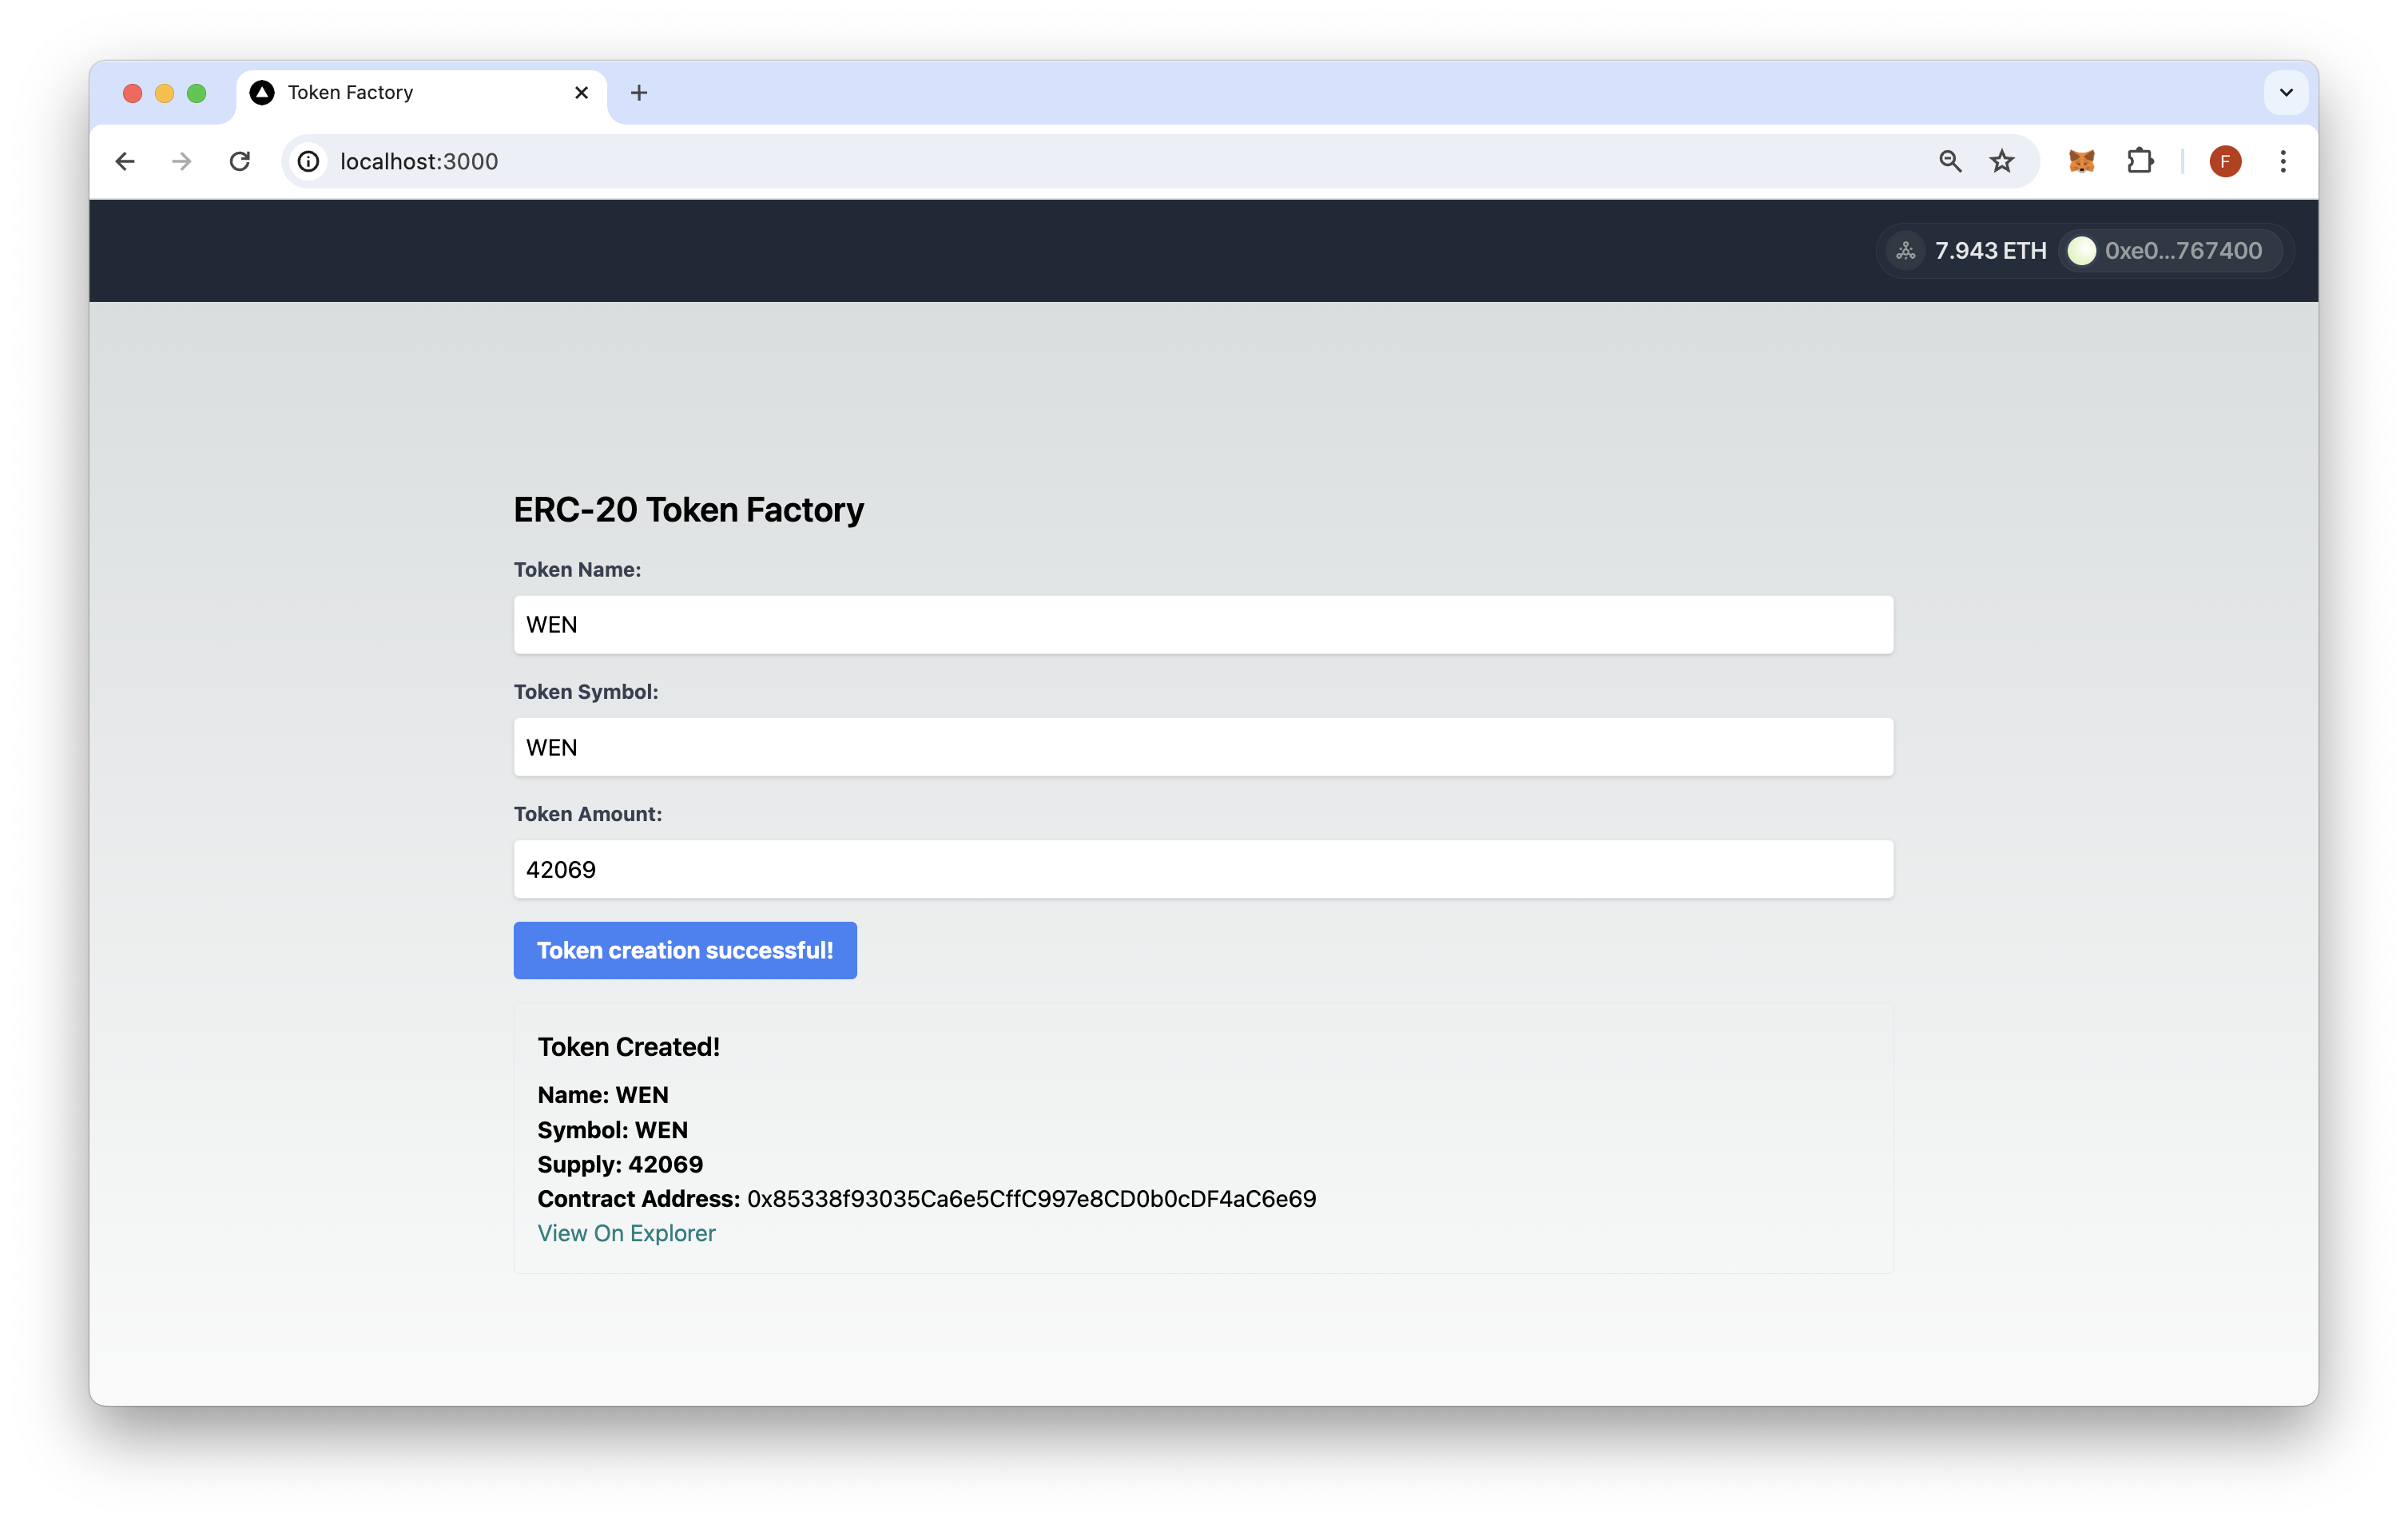 Token Factory
localhost:3000
F
7.943 ETH 0xe0...767400
ERC-20 Token Factory
Token Name:
WEN
Token Symbol:
WEN
Token Amount:
42069
Token creation successful!
Token Created!
Name: WEN
Symbol: WEN
Supply: 42069
Contract Address: 0x85338f93035Ca6e5CffC997e8CD0b0cDF4aC6e69
View On Explorer